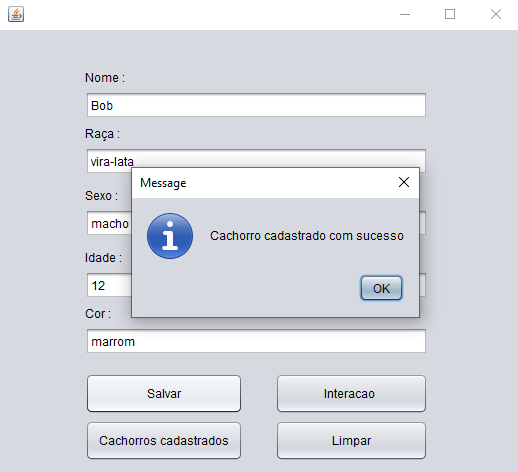 Nome :
Bob
Raça :
vira-lata
Message
Sexo :
macho
Cachorro cadastrado com sucesso
Idade :
12
OK
Cor :
marrom
Salvar
Interacao
Cachorros cadastrados
Limpar